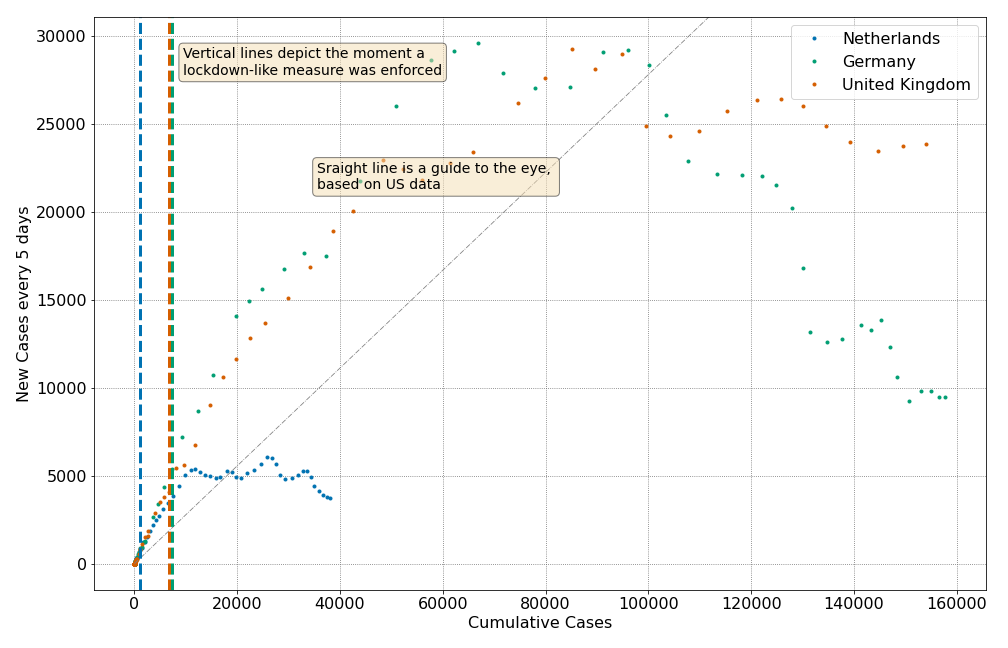 30000
25000
20000
15000
10000
5000
0
New Cases every 5 days
Vertical lines depict the moment a
lockdown-like measure was enforced
Sraight line is a guide to the eye,
based on US data
Netherlands
Germany
United Kingdom
0 20000 40000 60000 80000 100000 120000 140000 160000
Cumulative Cases